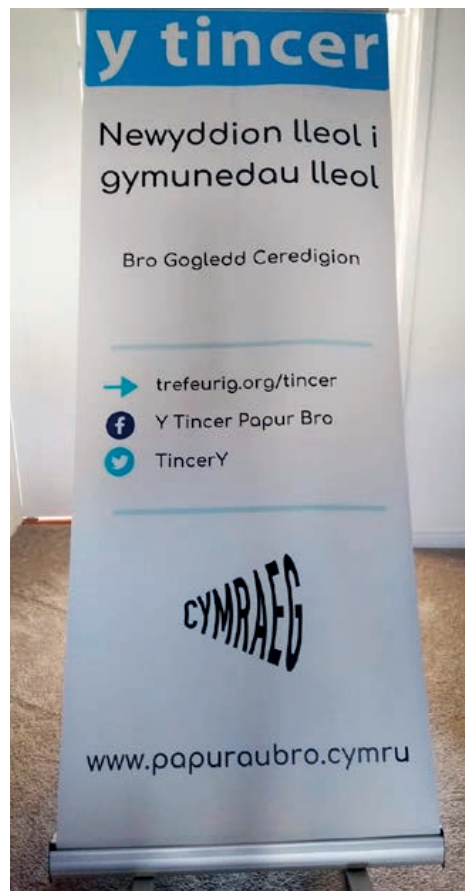 y tincer
Newyddion lleol i
gymunedau lleol
Bro Gogledd Ceredigion
trefeurig.org/tincer
Y Tincer Papur Bro
TincerY
CYMRAEG
www.papuraubro.cymru